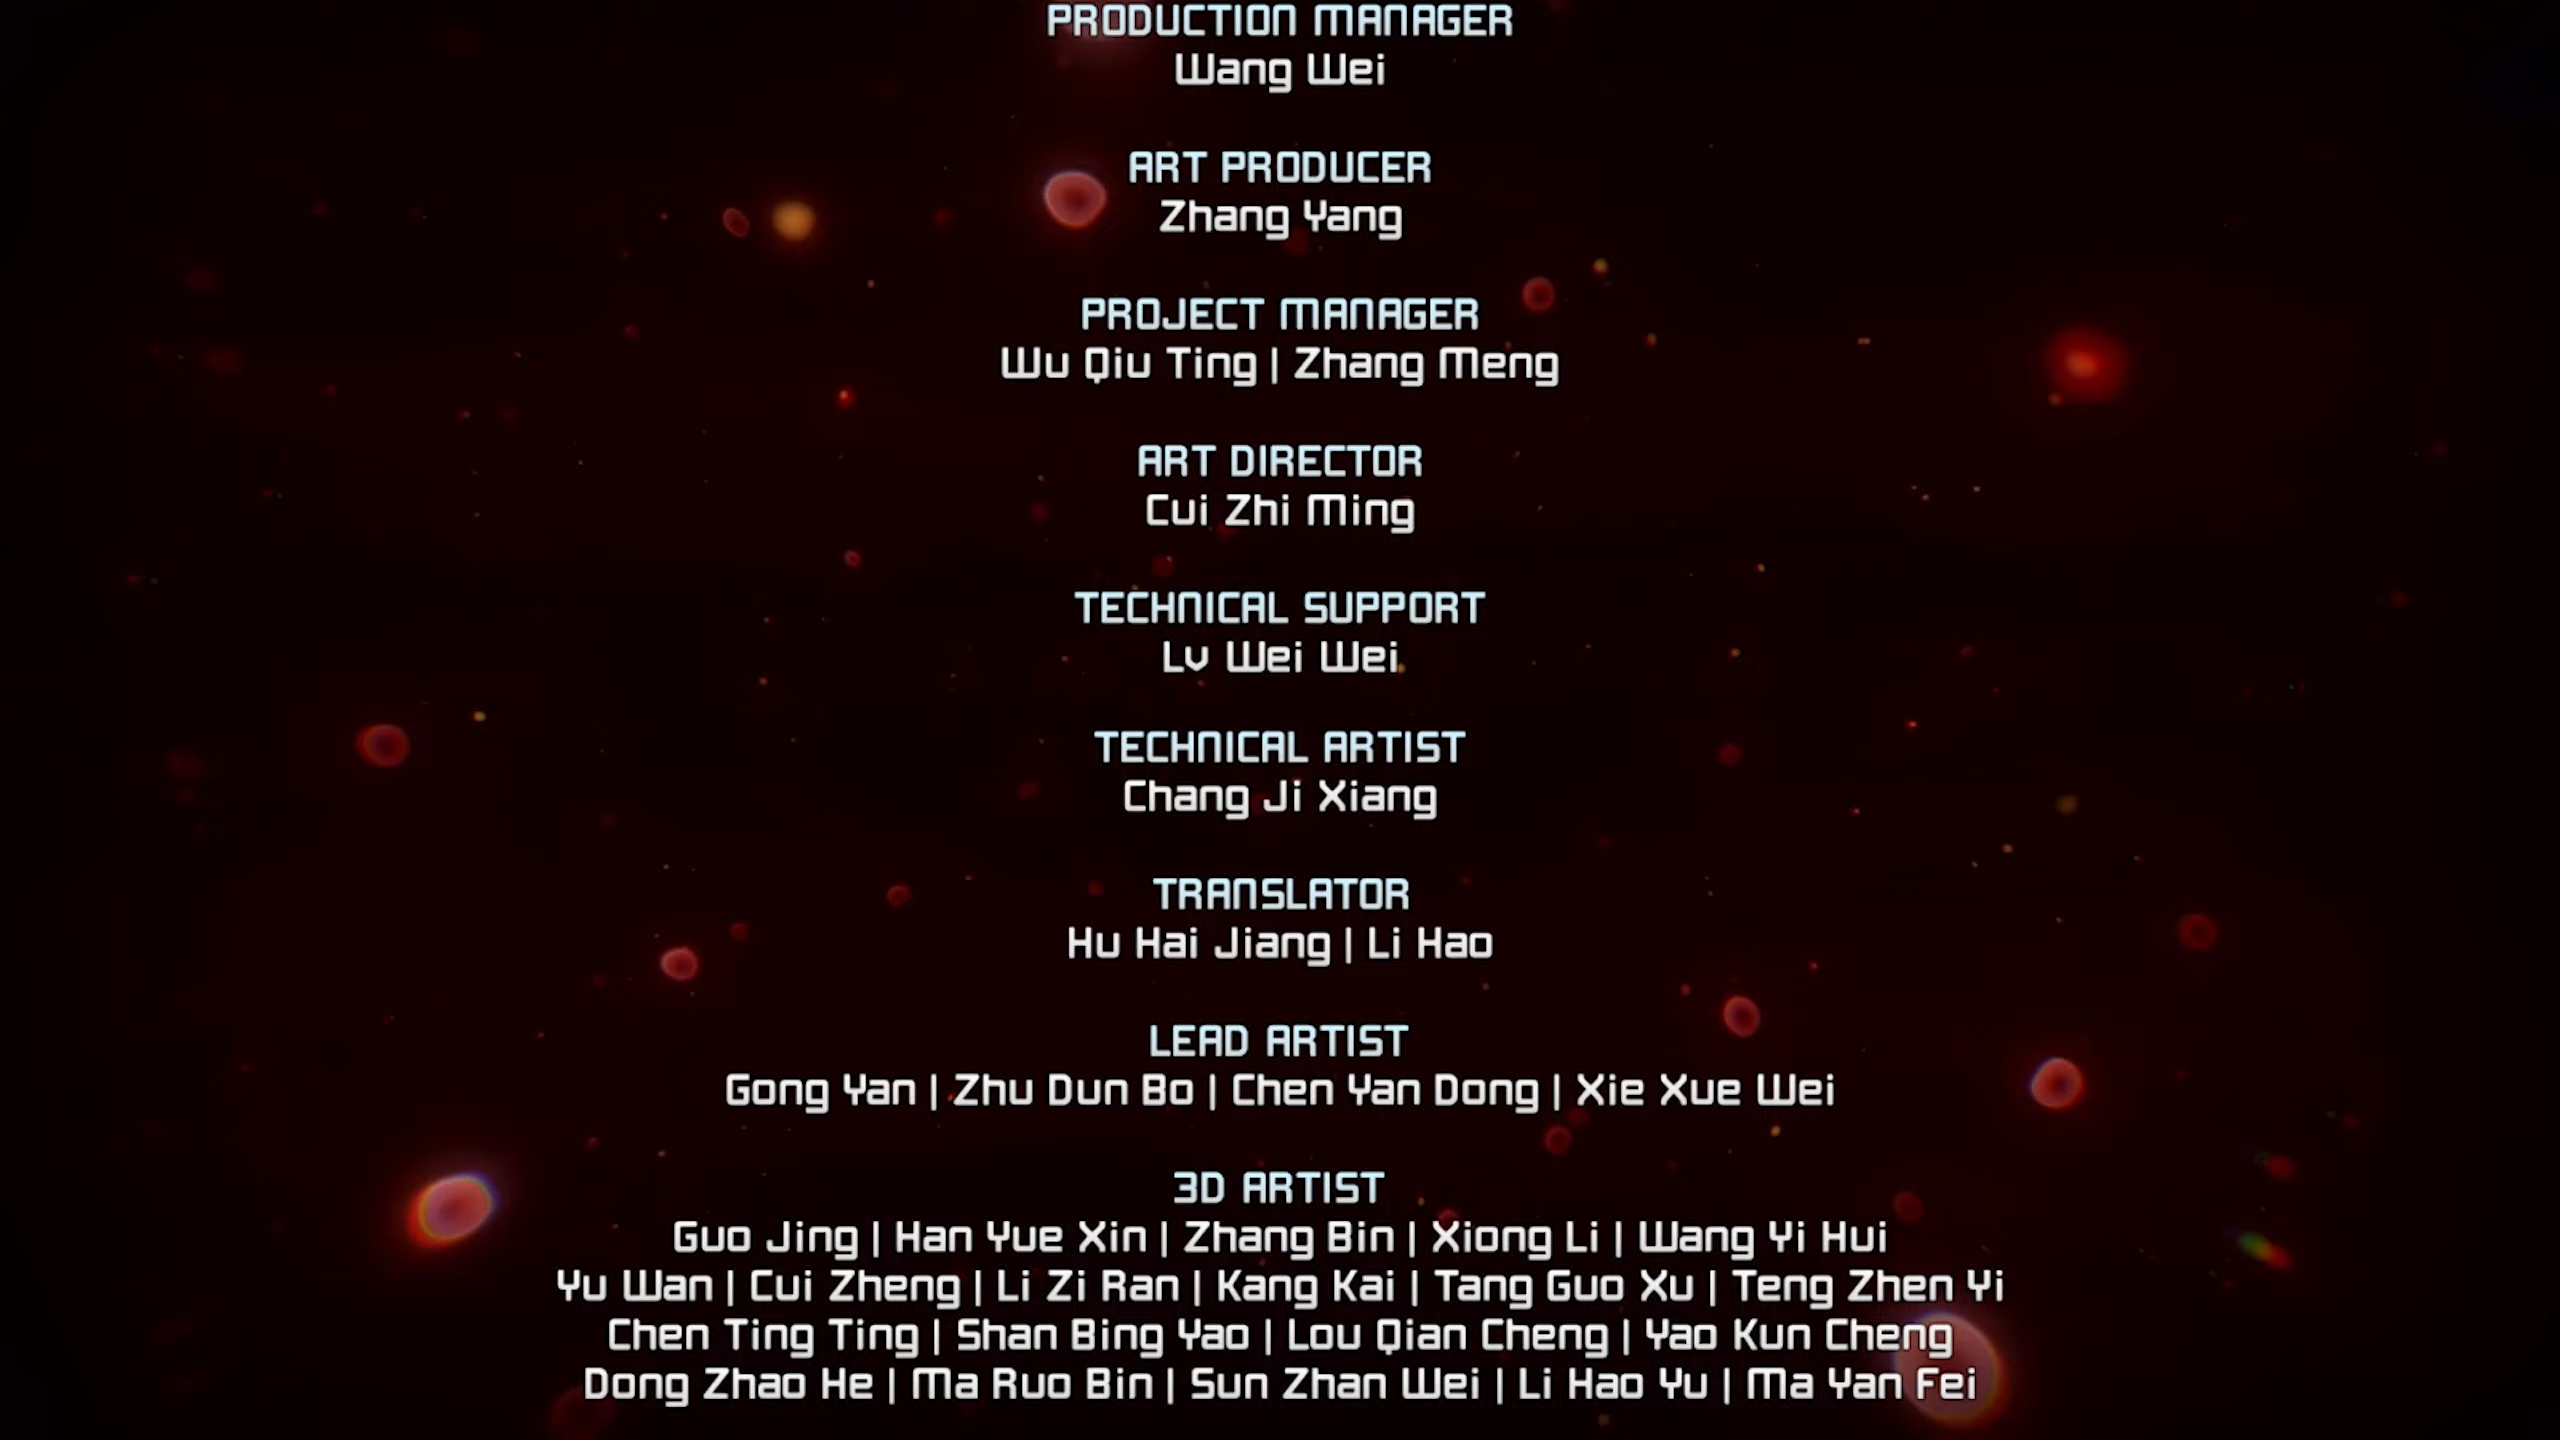 PRODUCTION MANAGER
Wang Wei
ART PRODUCER
Zhang Yang
PROJECT MANAGER
Wu Qiu Ting | Zhang Meng
ART DIRECTOR
Cui Zhi Ming
TECHNICAL SUPPORT
Lv Wei Wei
TECHNICAL ARTIST
Chang Ji Xiang
TRANSLATOR
Hu Hai Jiang | Li Hao
LEAD ARTIST
Gong Yan | Zhu Dun Bo | Chen Yan Dong | Xie Xue Wei
3D ARTIST
Guo Jing | Han Yue Xin | Zhang Bin | Xiong Li | Wang Yi Hui
Yu Wan | Cui Zheng | Li Zi Ran | Kang Kai | Tang Guo Xu | Teng Zhen Yi
Chen Ting Ting | Shan Bing Yao | Lou Qian Cheng | Yao Kun Cheng
Dong Zhao He | Ma Ruo Bin | Sun Zhan Wei | Li Hao Yu | Ma Yan Fei